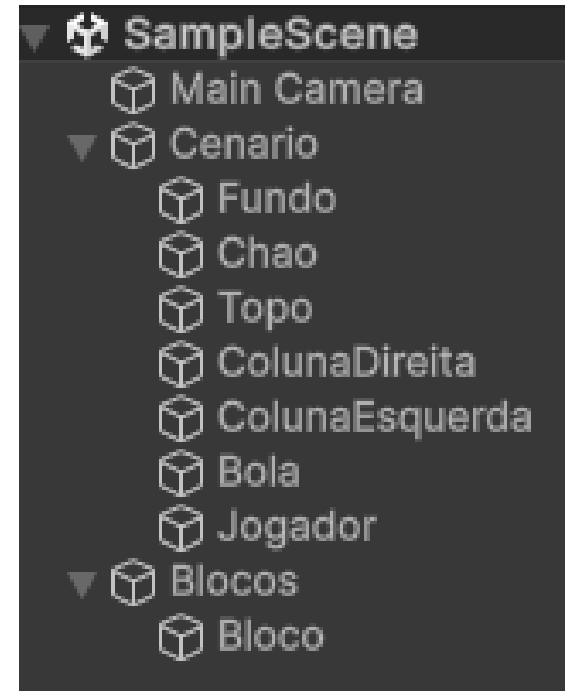 SampleScene
Main Camera
Cenario
Fundo
Chao
Topo
ColunaDireita
ColunaEsquerda
Bola
Jogador
Blocos
Bloco